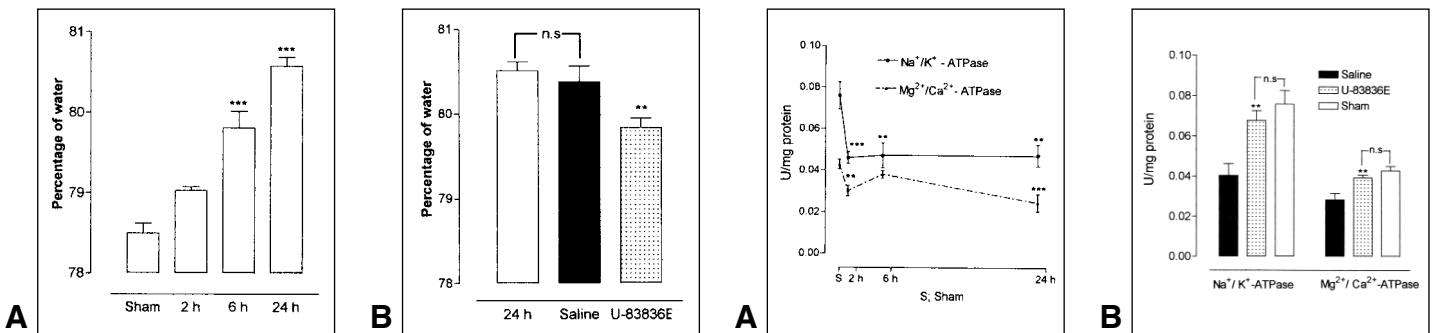 81
80
79
78
Percentage of water
***
***
Sham 2 h 6 h 24 h
A
81
80
79
78
Percentage of water
n.s
**
24 h Saline U-83836E
B
0.10
0.08
0.06
0.04
0.02
0.00
U/mg protein
Na+/K+ - ATPase
Mg2+/Ca2+- ATPase
***
**
**
**
***
S 2 h 6 h 24 h
S; Sham
A
0.10
0.08
0.06
0.04
0.02
0.00
U/mg protein
Saline
U-83836E
Sham
n.s
**
n.s
**
Na+/ K+-ATPase Mg2+/ Ca2+-ATPase
B